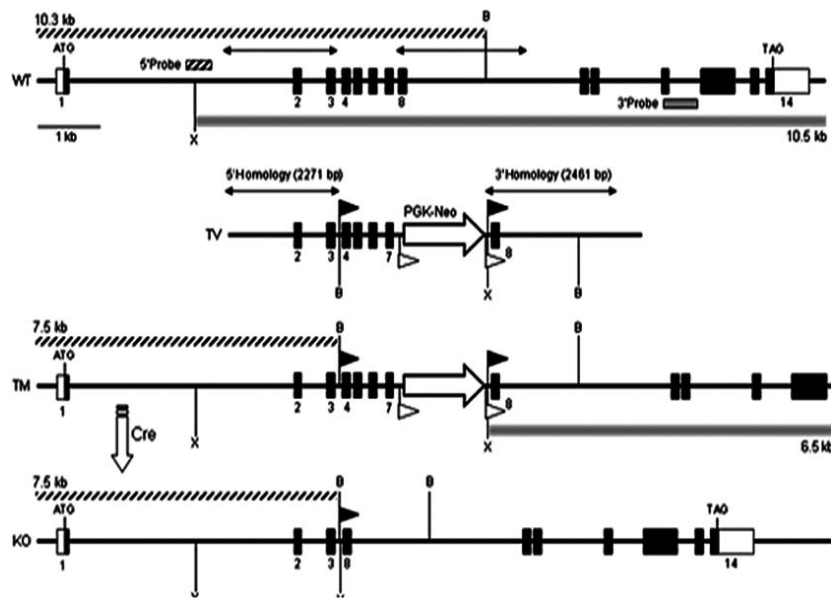 10.3 kb
B
ATG
5'Probe
TAG
WT
1
2
3
4
8
3'Probe
14
1 kb
X
10.5 kb
5'Homology (2271 bp)
3'Homology (2461 bp)
PGK-Neo
TV
2
3
4
7
8
B
X
B
7.5 kb
B
B
ATG
TM
1
2
3
4
7
8
Cre
X
X
6.5 kb
7.5 kb
B
B
ATG
TAG
KO
1
2
3
8
14
X
X